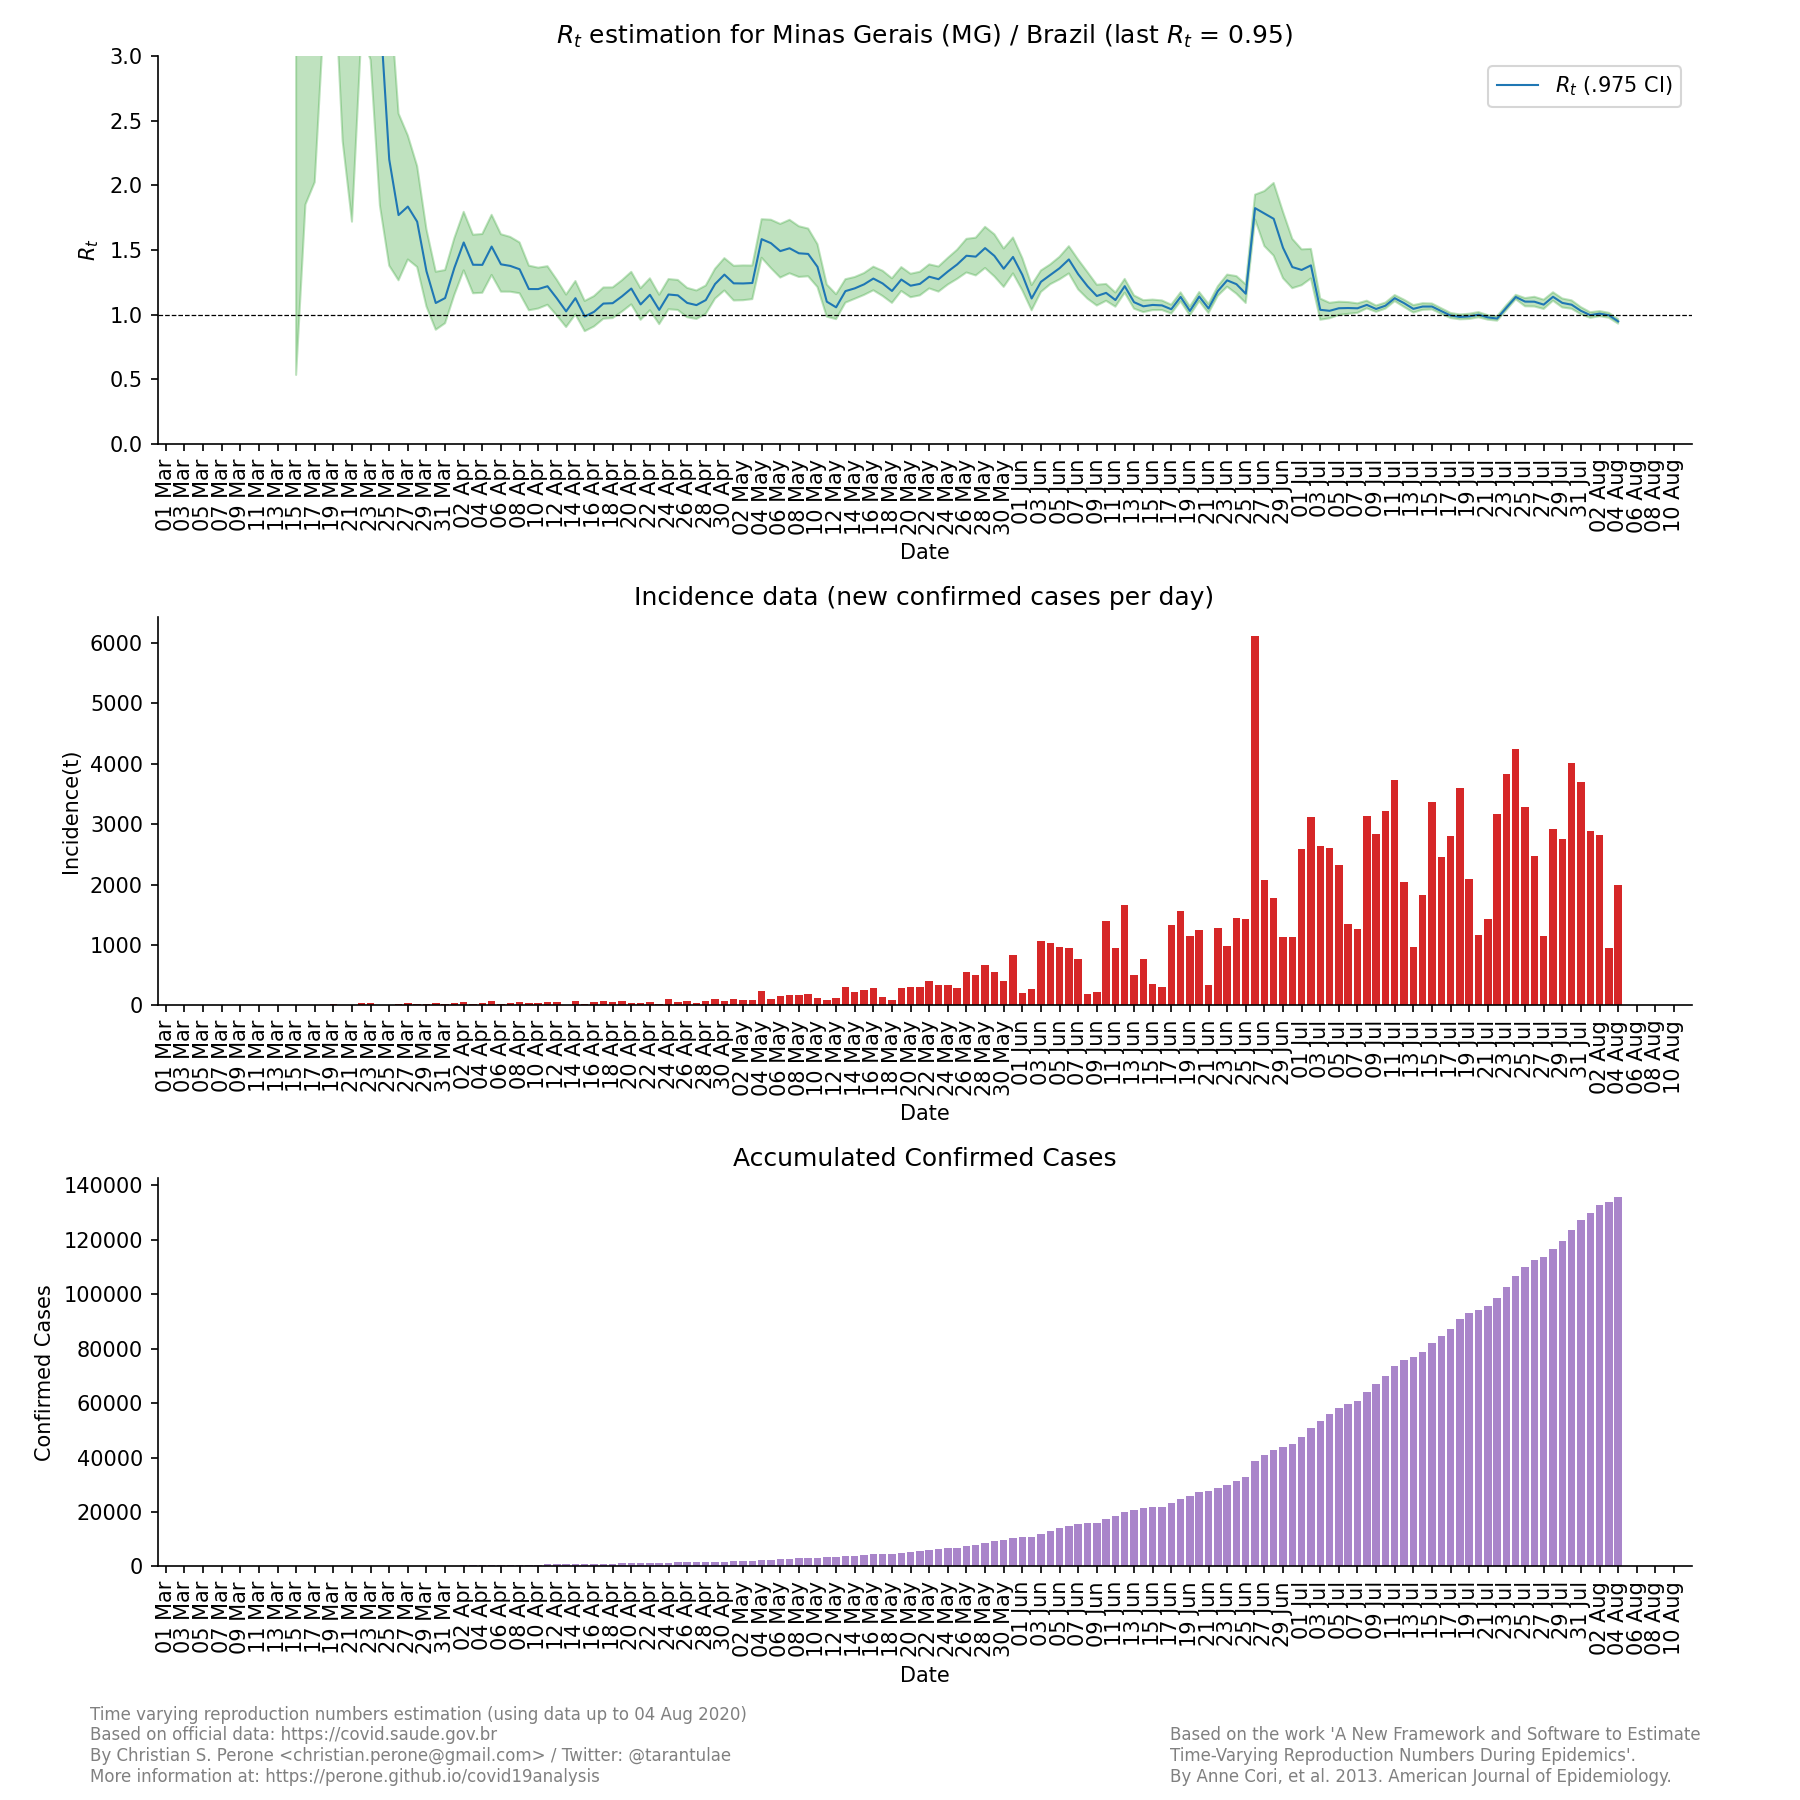 R_t estimation for Minas Gerais (MG) / Brazil (last R_t = 0.95)
R_t (.975 CI)
R_t
3.0
2.5
2.0
1.5
1.0
0.5
0.0
01 Mar 03 Mar 05 Mar 07 Mar 09 Mar 11 Mar 13 Mar 15 Mar 17 Mar 19 Mar 21 Mar 23 Mar 25 Mar 27 Mar 29 Mar 31 Mar 02 Apr 04 Apr 06 Apr 08 Apr 10 Apr 12 Apr 14 Apr 16 Apr 18 Apr 20 Apr 22 Apr 24 Apr 26 Apr 28 Apr 30 Apr 02 May 04 May 06 May 08 May 10 May 12 May 14 May 16 May 18 May 20 May 22 May 24 May 26 May 28 May 30 May 01 Jun 03 Jun 05 Jun 07 Jun 09 Jun 11 Jun 13 Jun 15 Jun 17 Jun 19 Jun 21 Jun 23 Jun 25 Jun 27 Jun 29 Jun 01 Jul 03 Jul 05 Jul 07 Jul 09 Jul 11 Jul 13 Jul 15 Jul 17 Jul 19 Jul 21 Jul 23 Jul 25 Jul 27 Jul 29 Jul 31 Jul 02 Aug 04 Aug 06 Aug 08 Aug 10 Aug
Date
Incidence data (new confirmed cases per day)
Incidence(t)
6000
5000
4000
3000
2000
1000
0
01 Mar 03 Mar 05 Mar 07 Mar 09 Mar 11 Mar 13 Mar 15 Mar 17 Mar 19 Mar 21 Mar 23 Mar 25 Mar 27 Mar 29 Mar 31 Mar 02 Apr 04 Apr 06 Apr 08 Apr 10 Apr 12 Apr 14 Apr 16 Apr 18 Apr 20 Apr 22 Apr 24 Apr 26 Apr 28 Apr 30 Apr 02 May 04 May 06 May 08 May 10 May 12 May 14 May 16 May 18 May 20 May 22 May 24 May 26 May 28 May 30 May 01 Jun 03 Jun 05 Jun 07 Jun 09 Jun 11 Jun 13 Jun 15 Jun 17 Jun 19 Jun 21 Jun 23 Jun 25 Jun 27 Jun 29 Jun 01 Jul 03 Jul 05 Jul 07 Jul 09 Jul 11 Jul 13 Jul 15 Jul 17 Jul 19 Jul 21 Jul 23 Jul 25 Jul 27 Jul 29 Jul 31 Jul 02 Aug 04 Aug 06 Aug 08 Aug 10 Aug
Date
Accumulated Confirmed Cases
Confirmed Cases
140000
120000
100000
80000
60000
40000
20000
0
01 Mar 03 Mar 05 Mar 07 Mar 09 Mar 11 Mar 13 Mar 15 Mar 17 Mar 19 Mar 21 Mar 23 Mar 25 Mar 27 Mar 29 Mar 31 Mar 02 Apr 04 Apr 06 Apr 08 Apr 10 Apr 12 Apr 14 Apr 16 Apr 18 Apr 20 Apr 22 Apr 24 Apr 26 Apr 28 Apr 30 Apr 02 May 04 May 06 May 08 May 10 May 12 May 14 May 16 May 18 May 20 May 22 May 24 May 26 May 28 May 30 May 01 Jun 03 Jun 05 Jun 07 Jun 09 Jun 11 Jun 13 Jun 15 Jun 17 Jun 19 Jun 21 Jun 23 Jun 25 Jun 27 Jun 29 Jun 01 Jul 03 Jul 05 Jul 07 Jul 09 Jul 11 Jul 13 Jul 15 Jul 17 Jul 19 Jul 21 Jul 23 Jul 25 Jul 27 Jul 29 Jul 31 Jul 02 Aug 04 Aug 06 Aug 08 Aug 10 Aug
Date
Time varying reproduction numbers estimation (using data up to 04 Aug 2020)
Based on official data: https://covid.saude.gov.br
By Christian S. Perone <christian.perone@gmail.com> / Twitter: @tarantulae
More information at: https://perone.github.io/covid19analysis
Based on the work 'A New Framework and Software to Estimate
Time-Varying Reproduction Numbers During Epidemics'.
By Anne Cori, et al. 2013. American Journal of Epidemiology.